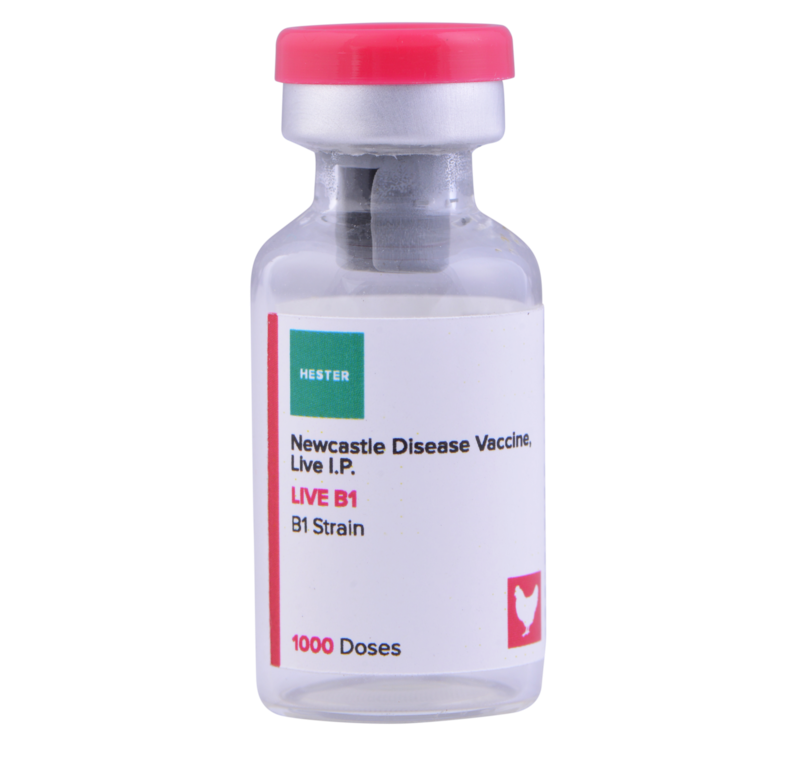 HESTER
Newcastle Disease Vaccine,
Live I.P.
LIVE B1
B1 Strain
1000 Doses